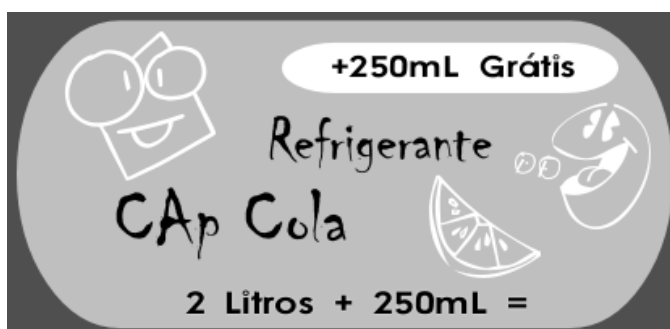 +250mL Grátis
Refrigerante
CAp Cola
2 Litros + 250mL =